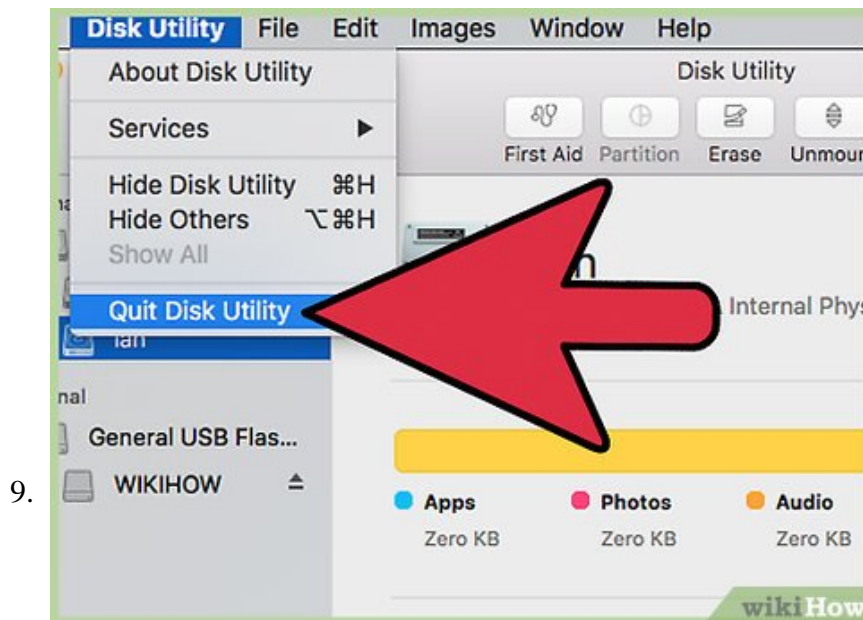 Disk Utility File Edit Images Window Help
About Disk Utility
Services
Hide Disk Utility ⌘H
Hide Others ⌥⌘H
Show All
Quit Disk Utility
Disk Utility
First Aid Partition Erase Unmoun
Internal Phys
Ian
nal
General USB Flas...
9.
WIKIHOW
Apps Photos Audio
Zero KB Zero KB Zero KB
wikiHow